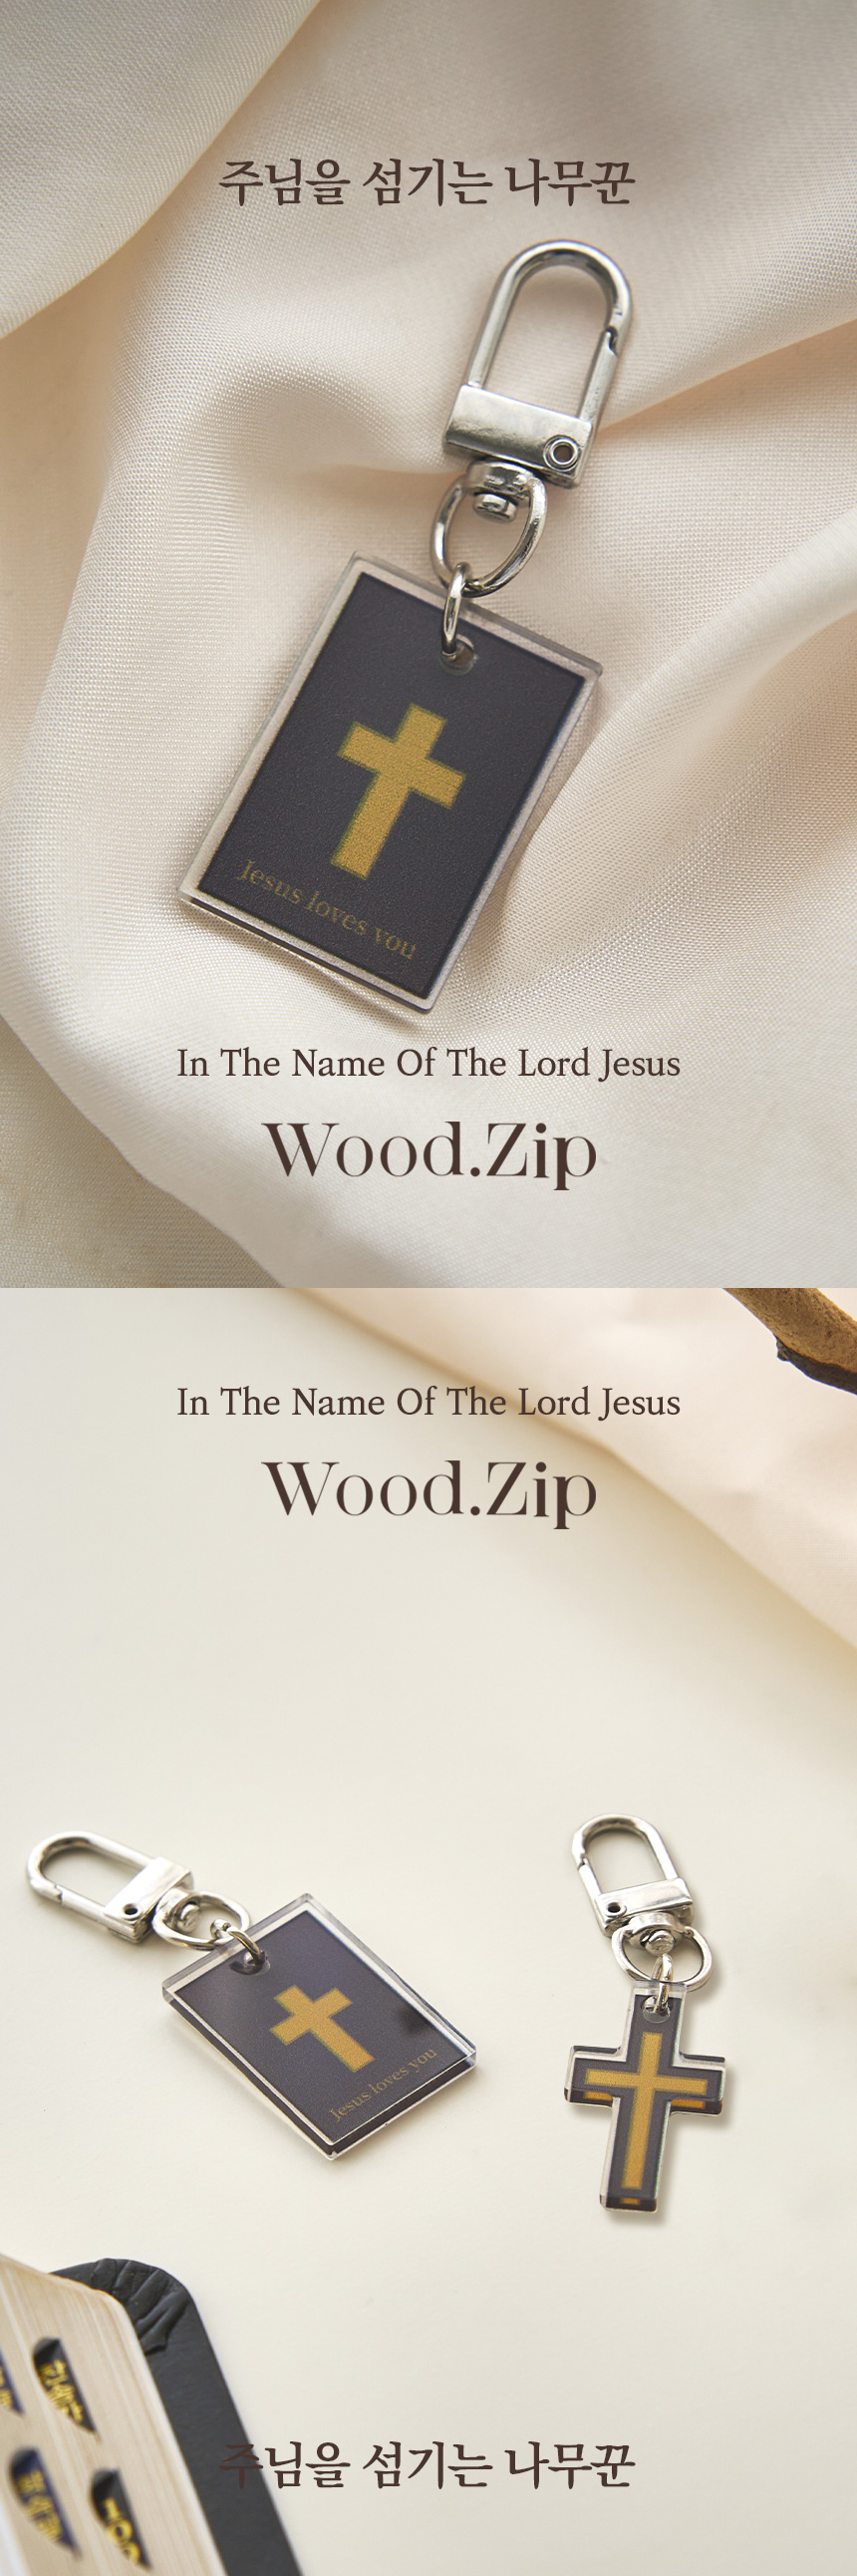 주님을 섬기는 나무꾼
Jesus loves you
In The Name Of The Lord Jesus
Wood.Zip
In The Name Of The Lord Jesus
Wood.Zip
Jesus loves you
주님을 섬기는 나무꾼